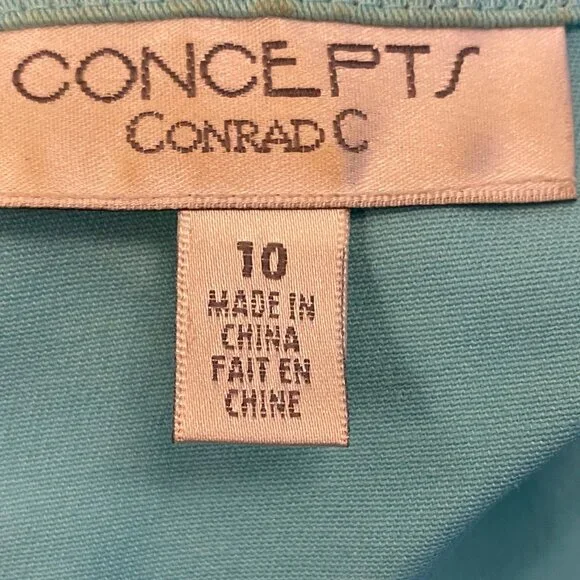 CONCEPTS
CONRAD C
10
MADE IN
CHINA
FAIT EN
CHINE